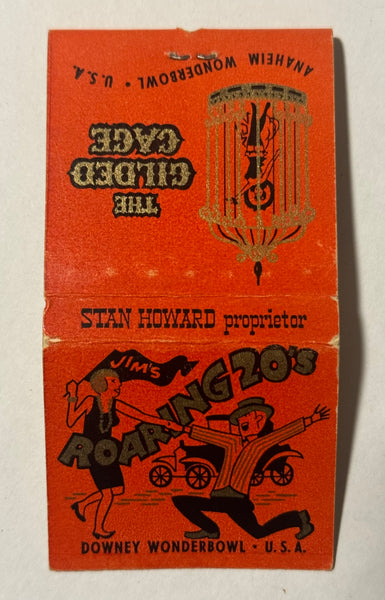 ANAHEIM WONDERBOWL • U.S.A.
THE
GILDED
CAGE
STAN HOWARD proprietor
JIM'S
ROARING 20's
DOWNEY WONDERBOWL • U.S.A.